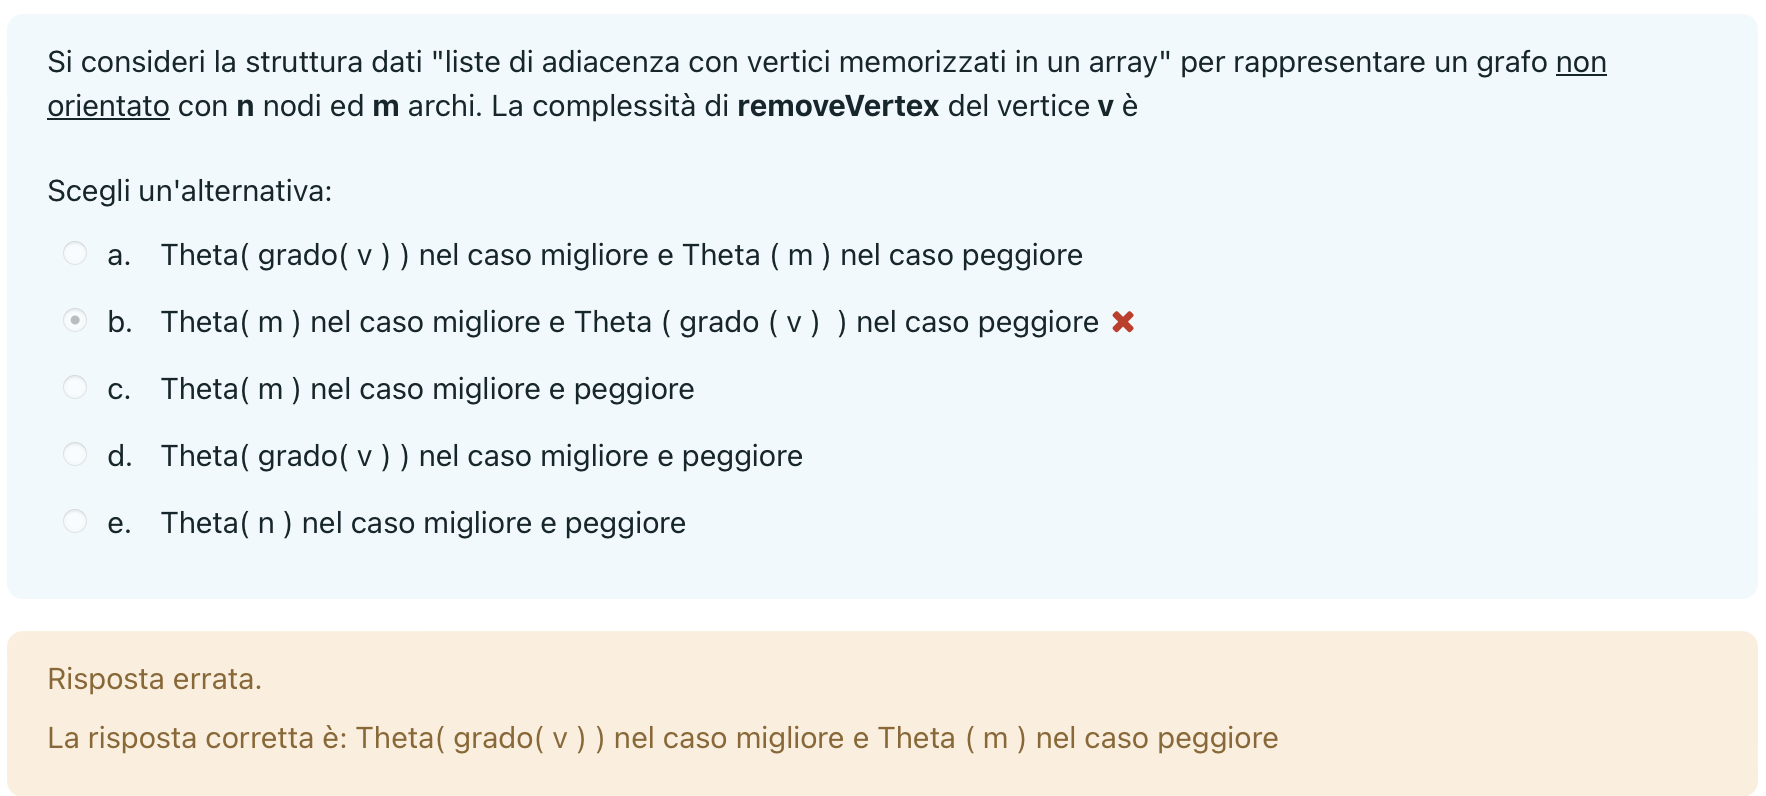 Si consideri la struttura dati "liste di adiacenza con vertici memorizzati in un array" per rappresentare un grafo non
orientato con n nodi ed m archi. La complessità di removeVertex del vertice v è
Scegli un'alternativa:
a. Theta( grado( v ) ) nel caso migliore e Theta ( m ) nel caso peggiore
b. Theta( m ) nel caso migliore e Theta ( grado ( v )  ) nel caso peggiore
c. Theta( m ) nel caso migliore e peggiore
d. Theta( grado( v ) ) nel caso migliore e peggiore
e. Theta( n ) nel caso migliore e peggiore
Risposta errata.
La risposta corretta è: Theta( grado( v ) ) nel caso migliore e Theta ( m ) nel caso peggiore